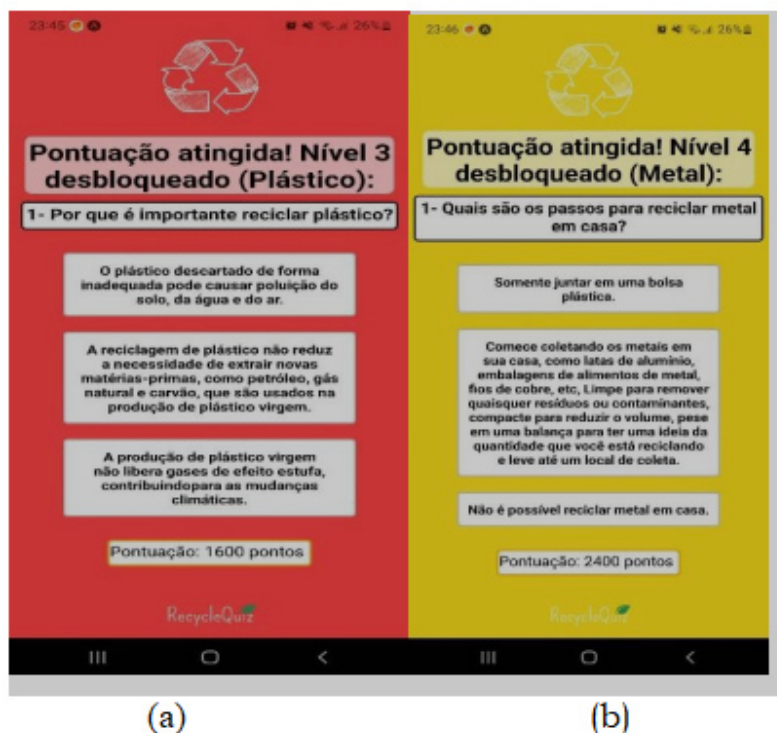 23:45
26%
Pontuação atingida! Nível 3
desbloqueado (Plástico):
1- Por que é importante reciclar plástico?
O plástico descartado de forma
inadequada pode causar poluição do
solo, da água e do ar.
A reciclagem de plástico não reduz
a necessidade de extrair novas
matérias-primas, como petróleo, gás
natural e carvão, que são usados na
produção de plástico virgem.
A produção de plástico virgem
não libera gases de efeito estufa,
contribuindopara as mudanças
climáticas.
Pontuação: 1600 pontos
RecycleQuiz
(a)
23:46
26%
Pontuação atingida! Nível 4
desbloqueado (Metal):
1- Quais são os passos para reciclar metal
em casa?
Somente juntar em uma bolsa
plástica.
Comece coletando os metais em
sua casa, como latas de alumínio,
embalagens de alimentos de metal,
fios de cobre, etc, Limpe para remover
quaisquer resíduos ou contaminantes,
compacte para reduzir o volume, pese
em uma balança para ter uma ideia da
quantidade que você está reciclando
e leve até um local de coleta.
Não é possível reciclar metal em casa.
Pontuação: 2400 pontos
RecycleQuiz
(b)